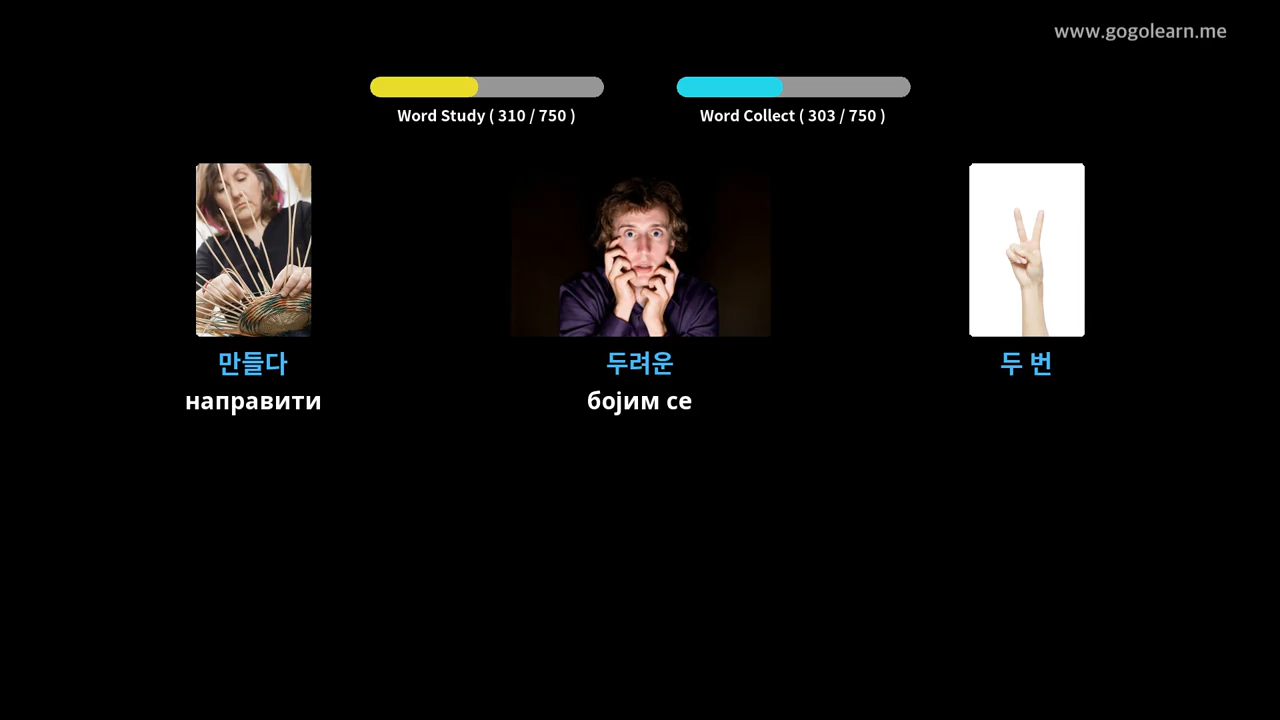 www.gogolearn.me
Word Study ( 310 / 750 )
Word Collect ( 303 / 750 )
만들다
두려운
두 번
направити
бојим се